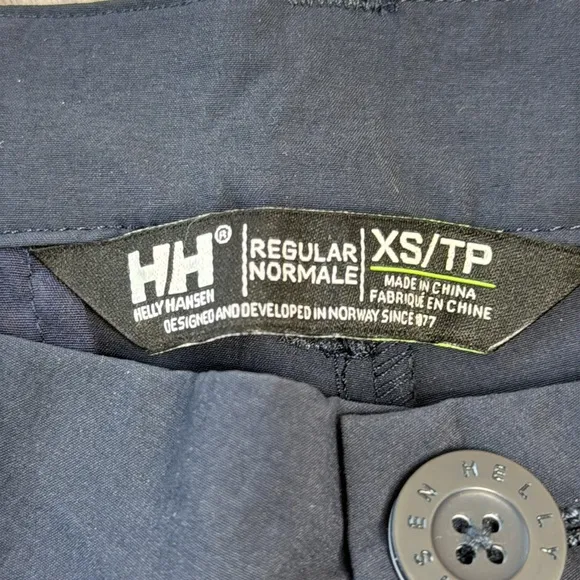 HH®
HELLY HANSEN
REGULAR
NORMALE
XS/TP
MADE IN CHINA
FABRIQUÉ EN CHINE
DESIGNED AND DEVELOPED IN NORWAY SINCE 1877
SEN HELLY